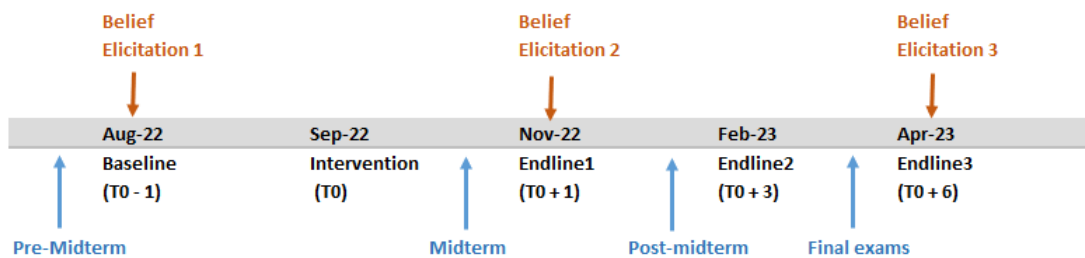 Belief Belief Belief
Elicitation 1 Elicitation 2 Elicitation 3
Aug-22 Sep-22 Nov-22 Feb-23 Apr-23
Baseline Intervention Endline1 Endline2 Endline3
(T0 - 1) (T0) (T0 + 1) (T0 + 3) (T0 + 6)
Pre-Midterm Midterm Post-midterm Final exams